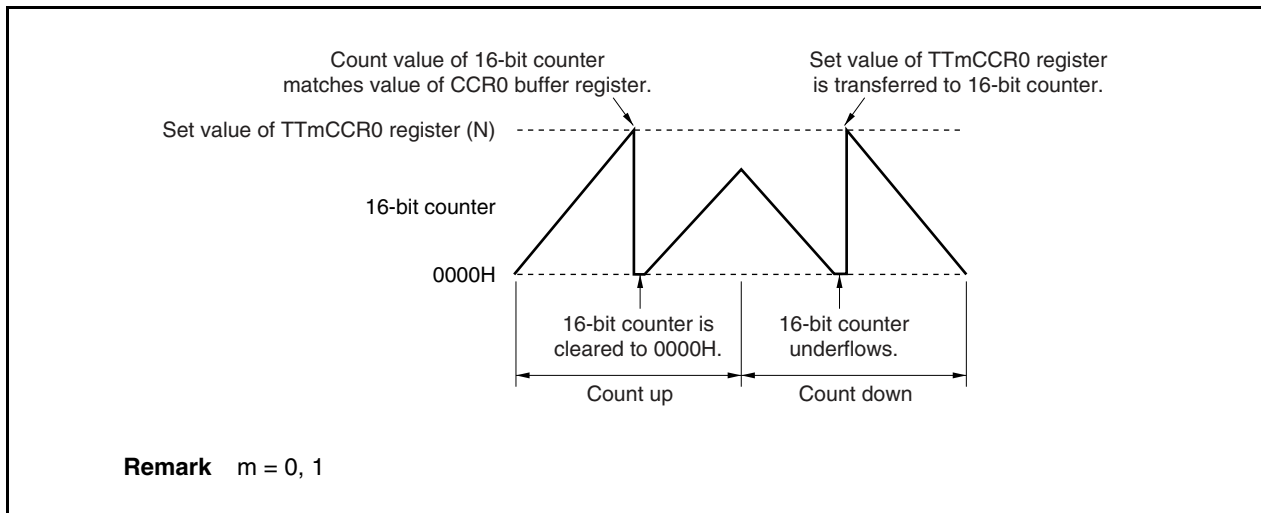 Count value of 16-bit counter
matches value of CCR0 buffer register.
Set value of TTmCCR0 register
is transferred to 16-bit counter.
Set value of TTmCCR0 register (N)
16-bit counter
0000H
16-bit counter is
cleared to 0000H.
16-bit counter
underflows.
Count up
Count down
Remark m = 0, 1